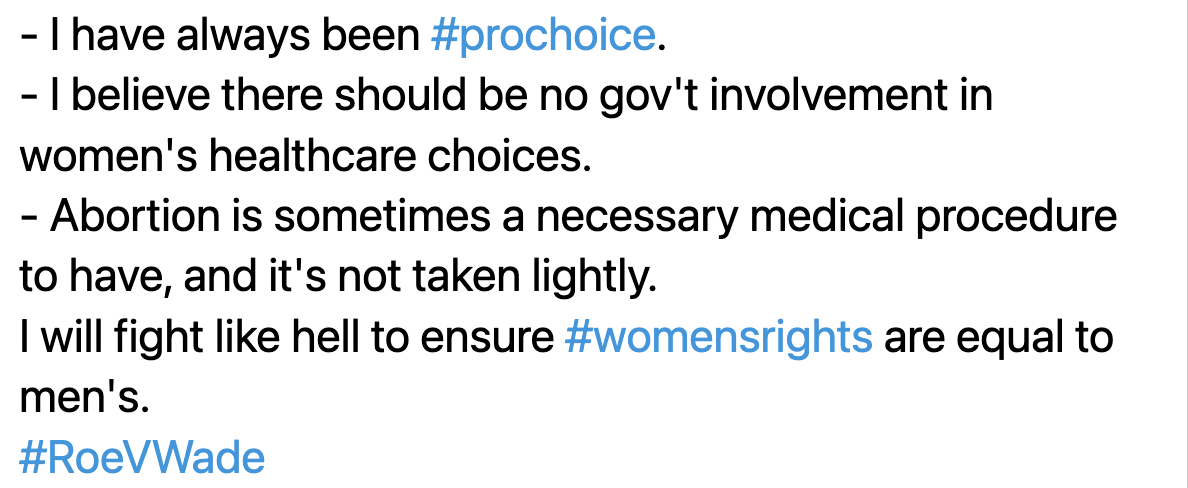 - I have always been #prochoice.
- I believe there should be no gov't involvement in
women's healthcare choices.
- Abortion is sometimes a necessary medical procedure
to have, and it's not taken lightly.
I will fight like hell to ensure #womensrights are equal to
men's.
#RoeVWade